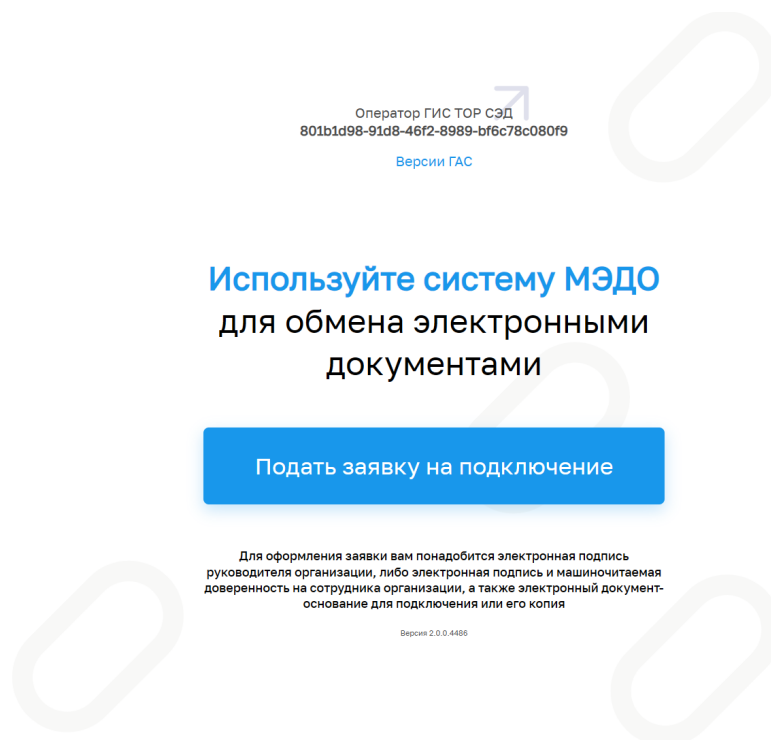 Оператор ГИС ТОР СЭД
801b1d98-91d8-46f2-8989-bf6c78c080f9
Версии ГАС
Используйте систему МЭДО
для обмена электронными
документами
Подать заявку на подключение
Для оформления заявки вам понадобится электронная подпись
руководителя организации, либо электронная подпись и машиночитаемая
доверенность на сотрудника организации, а также электронный документ-
основание для подключения или его копия
Версия 2.0.0.4486